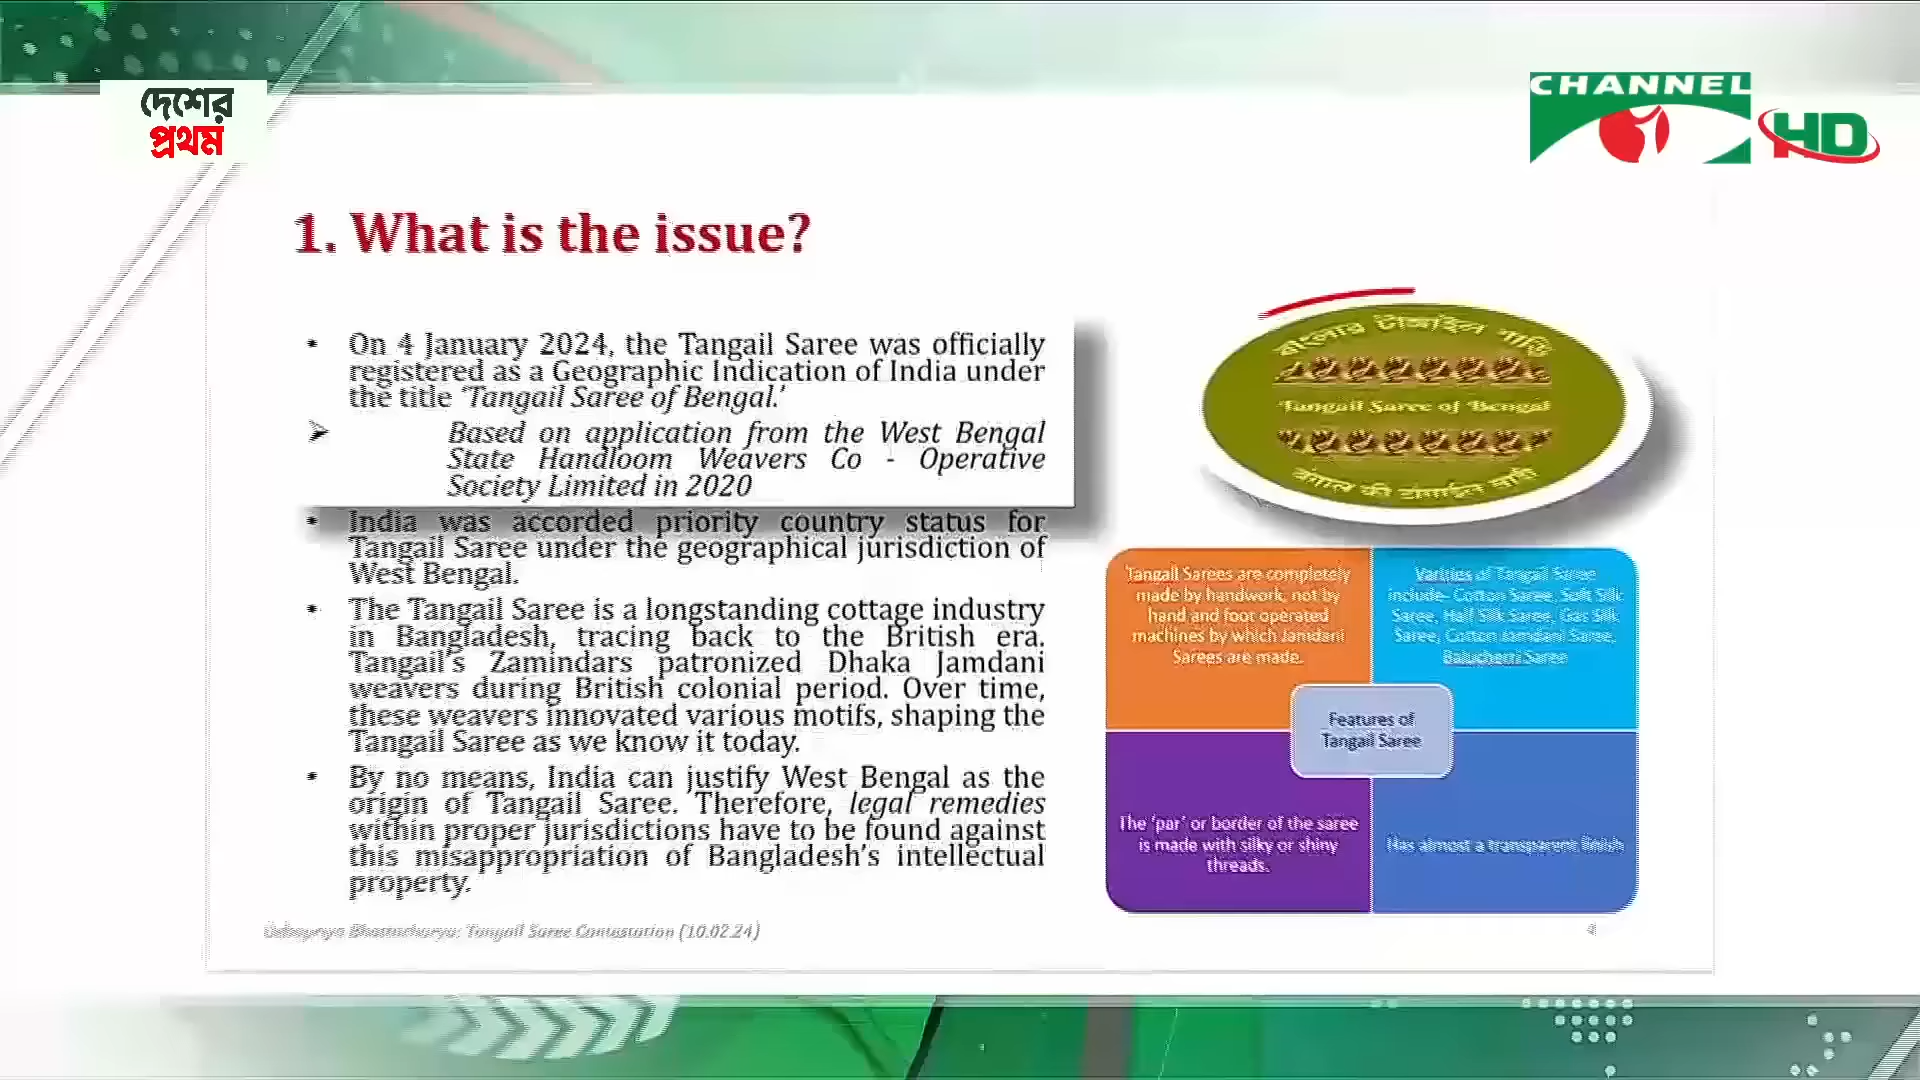 দেশের
প্রথম
CHANNEL
HD
1. What is the issue?
• On 4 January 2024, the Tangail Saree was officially
registered as a Geographic Indication of India under
the title ‘Tangail Saree of Bengal.’
➢ Based on application from the West Bengal
State Handloom Weavers Co - Operative
Society Limited in 2020
• India was accorded priority country status for
Tangail Saree under the geographical jurisdiction of
West Bengal.
• The Tangail Saree is a longstanding cottage industry
in Bangladesh, tracing back to the British era.
Tangail’s Zamindars patronized Dhaka Jamdani
weavers during British colonial period. Over time,
these weavers innovated various motifs, shaping the
Tangail Saree as we know it today.
• By no means, India can justify West Bengal as the
origin of Tangail Saree. Therefore, legal remedies
within proper jurisdictions have to be found against
this misappropriation of Bangladesh’s intellectual
property.
বাংলার টাঙ্গাইল শাড়ি
Tangail Saree of Bengal
बंगाल की टांगाईल साड़ी
Tangail Sarees are completely
made by handwork, not by
hand and foot operated
machines by which Jamdani
Sarees are made.
of Tangail Saree
include- Cotton Saree, Soft Silk
Saree, Half Silk Saree, Gas Silk
Saree, Cotton Jamdani Saree,
Saree
Features of
Tangail Saree
The ‘par’ or border of the saree
is made with silky or shiny
threads.
Has almost a transparent finish
Bhattacharya: Tangail Saree Contestation (10.02.24)
4